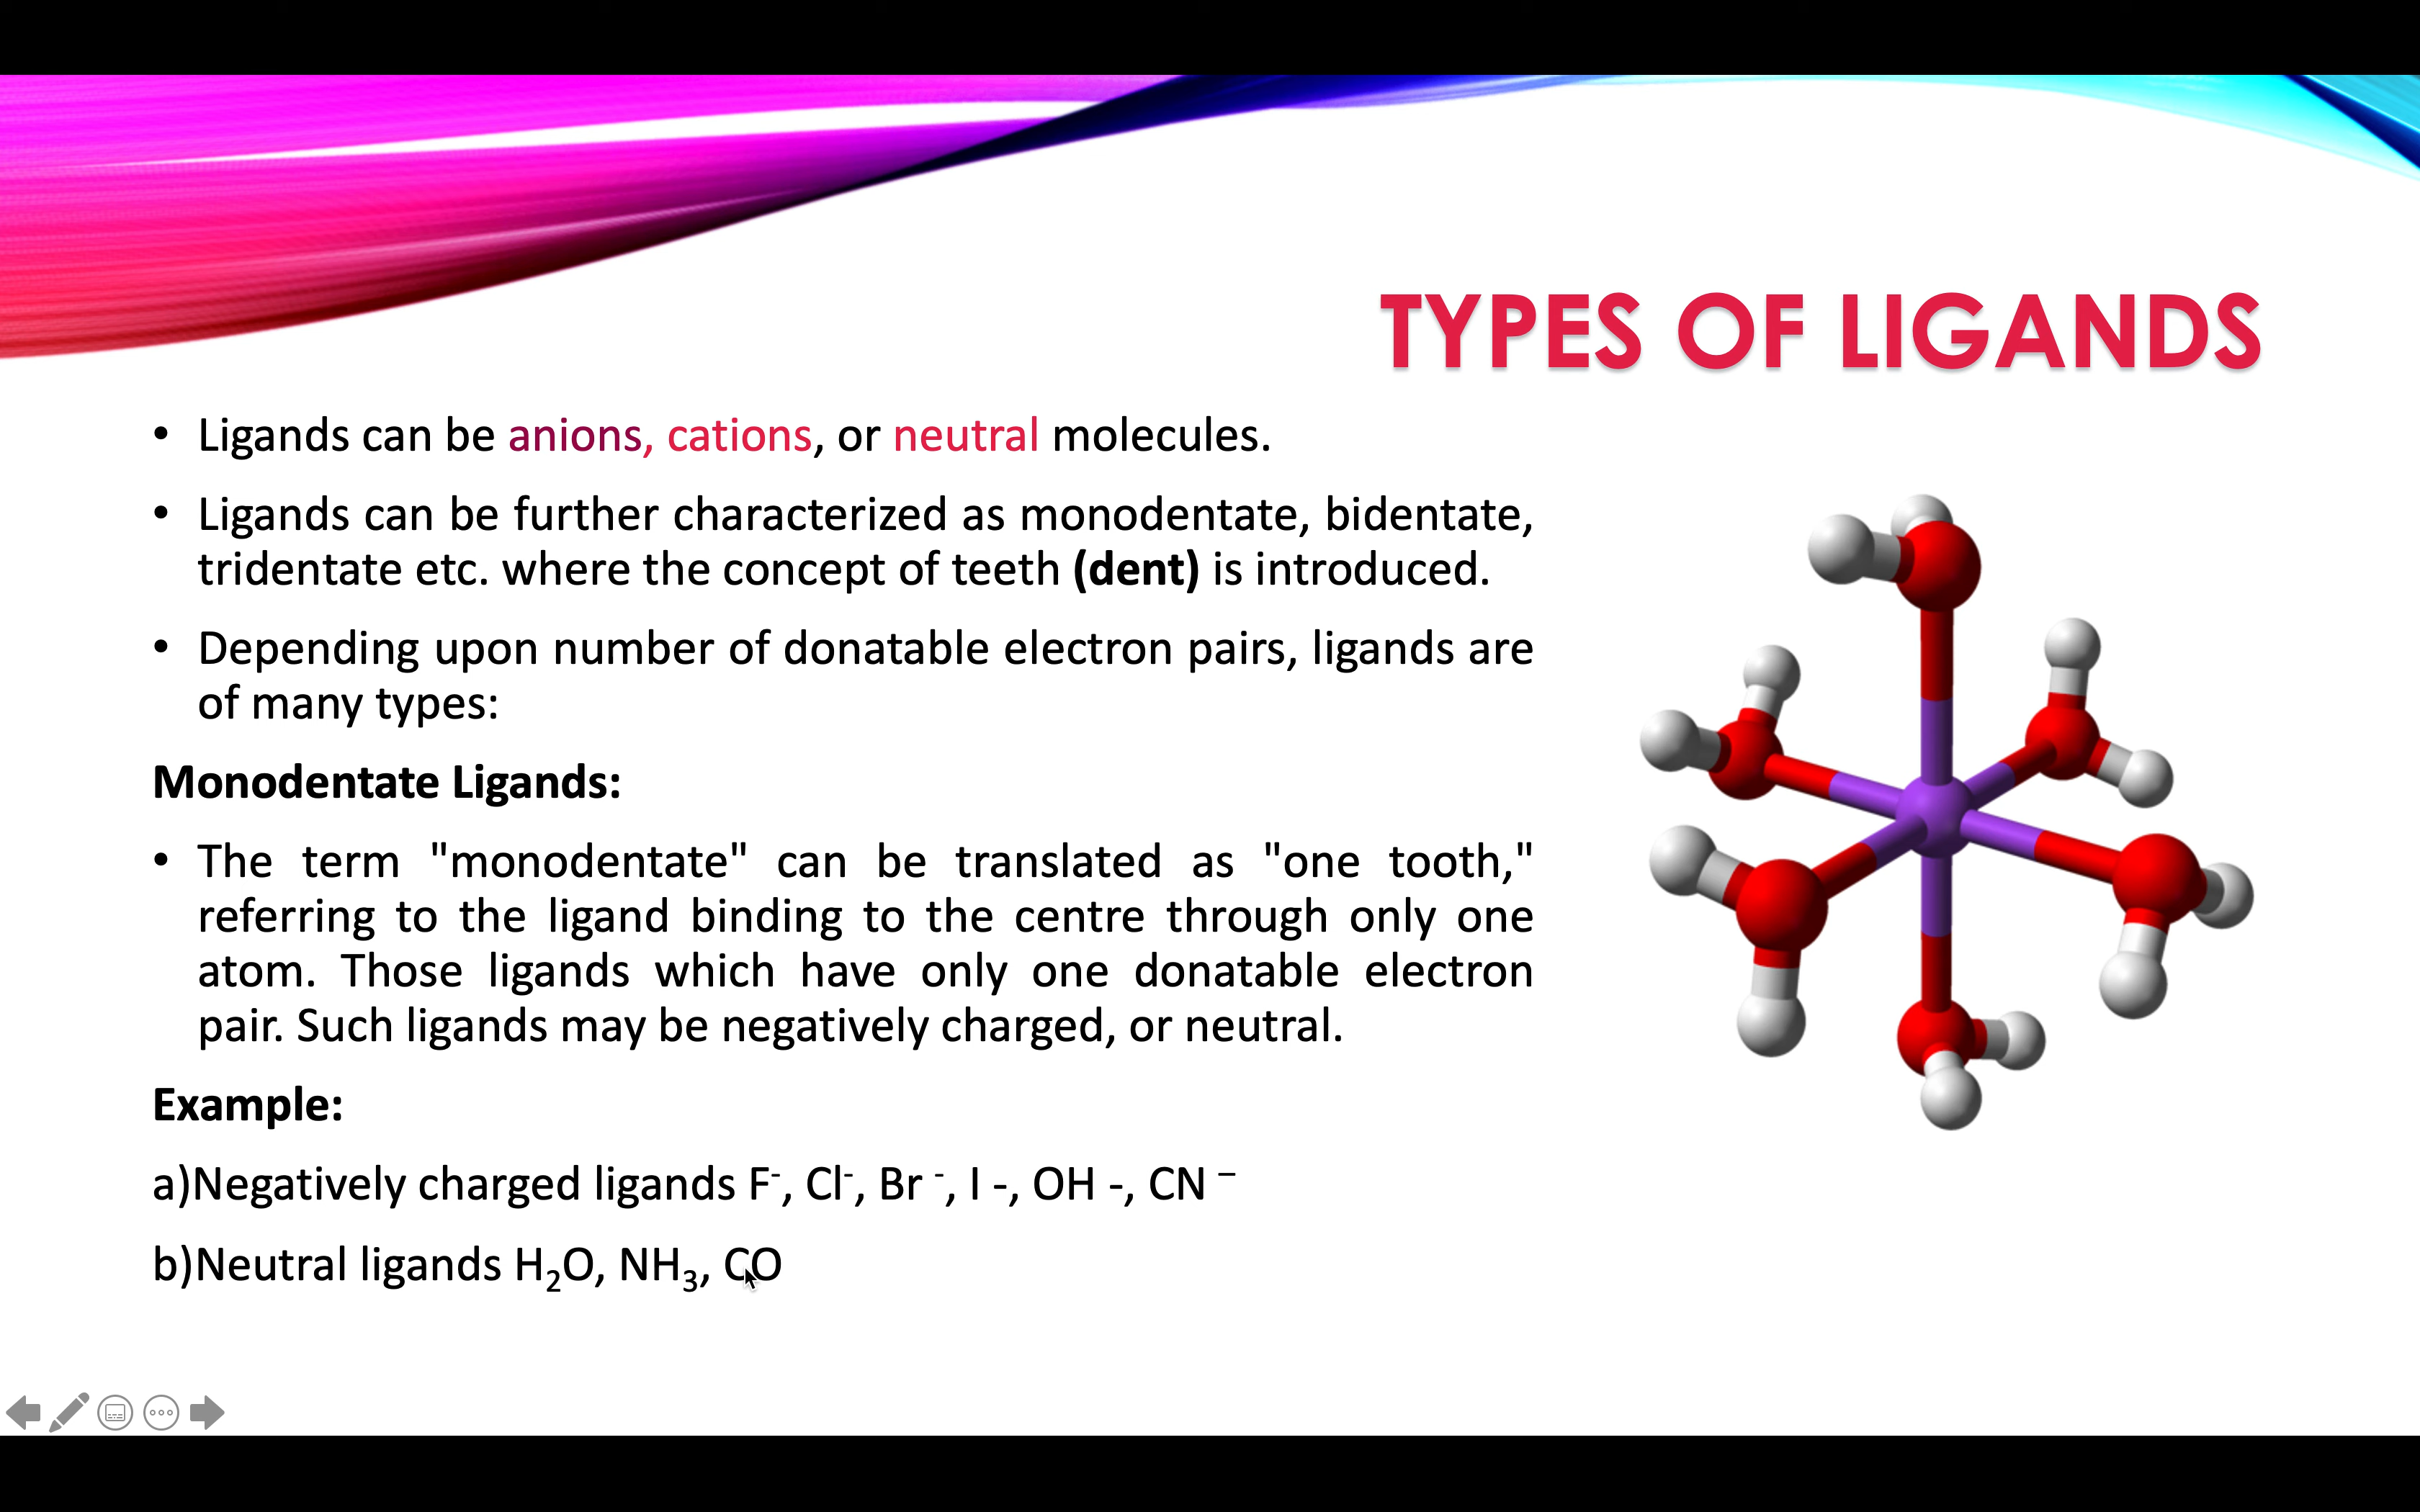 TYPES OF LIGANDS
• Ligands can be anions, cations, or neutral molecules.
• Ligands can be further characterized as monodentate, bidentate,
tridentate etc. where the concept of teeth (dent) is introduced.
• Depending upon number of donatable electron pairs, ligands are
of many types:
Monodentate Ligands:
• The term "monodentate" can be translated as "one tooth,"
referring to the ligand binding to the centre through only one
atom. Those ligands which have only one donatable electron
pair. Such ligands may be negatively charged, or neutral.
Example:
a)Negatively charged ligands F⁻, Cl⁻, Br ⁻, I -, OH -, CN ⁻
b)Neutral ligands H₂O, NH₃, CO